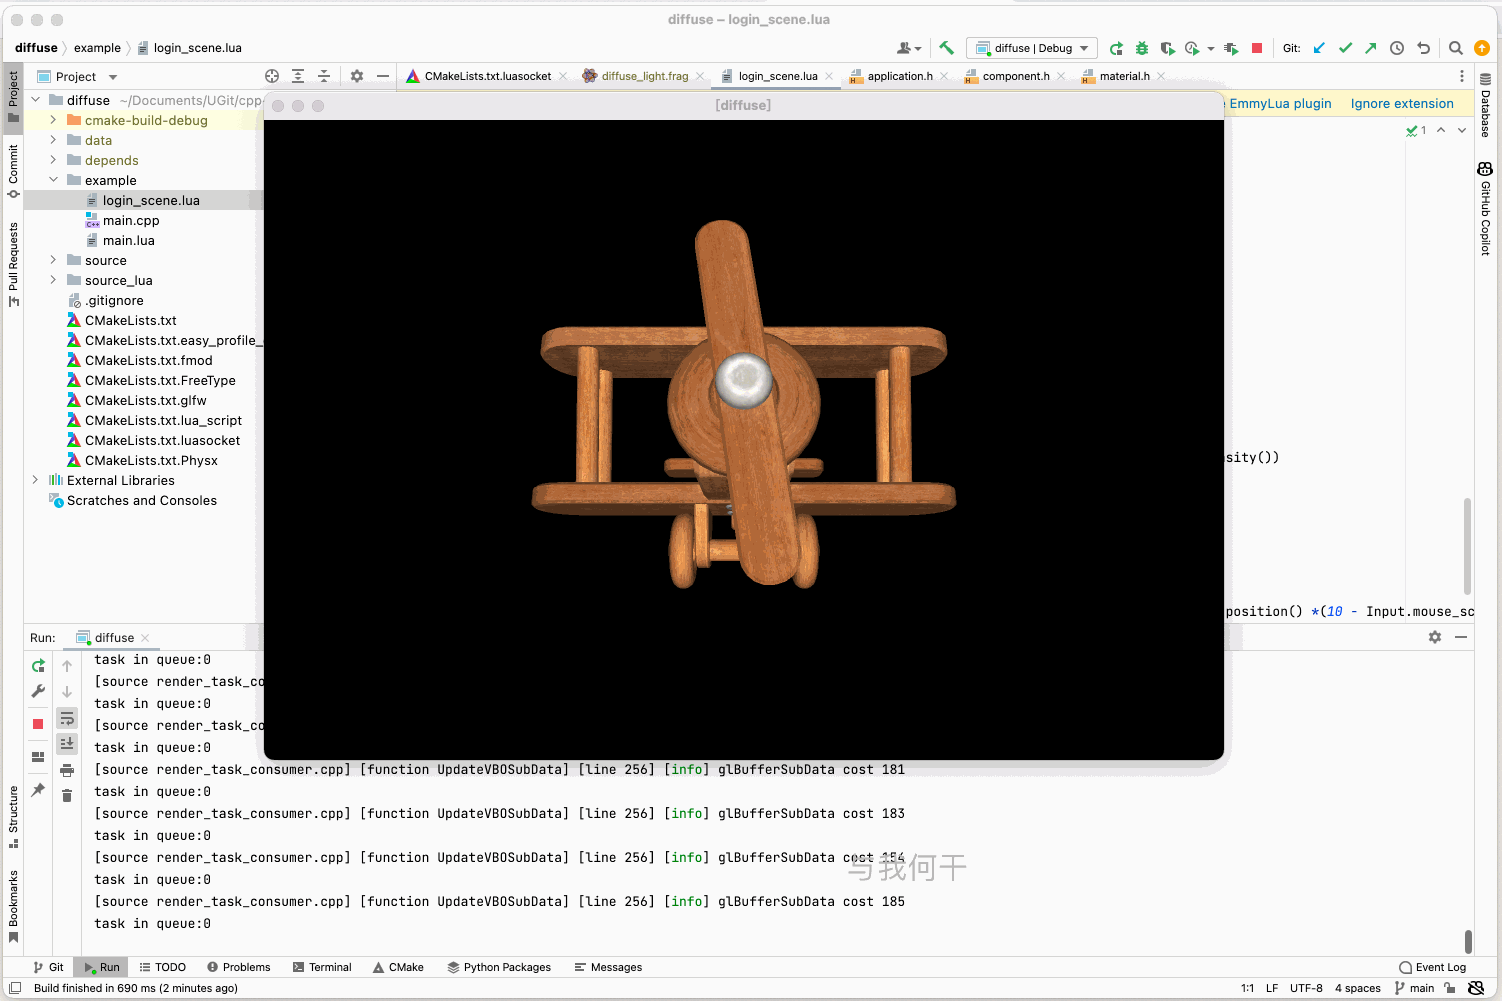 diffuse – login_scene.lua
diffuse example login_scene.lua
diffuse | Debug Git:
Project
CMakeLists.txt.luasocket diffuse_light.frag login_scene.lua application.h component.h material.h
EmmyLua plugin Ignore extension
1
[diffuse]
diffuse ~/Documents/UGit/cpp
cmake-build-debug
data
depends
example
login_scene.lua
main.cpp
main.lua
source
source_lua
.gitignore
CMakeLists.txt
CMakeLists.txt.easy_profile_
CMakeLists.txt.fmod
CMakeLists.txt.FreeType
CMakeLists.txt.glfw
CMakeLists.txt.lua_script
CMakeLists.txt.luasocket
CMakeLists.txt.Physx
External Libraries
Scratches and Consoles
sity())
position() *(10 - Input.mouse_sc
Project
Commit
Pull Requests
Structure
Bookmarks
Database
GitHub Copilot
Run: diffuse
task in queue:0
[source render_task_co
task in queue:0
[source render_task_co
task in queue:0
[source render_task_consumer.cpp] [function UpdateVBOSubData] [line 256] [info] glBufferSubData cost 181
task in queue:0
[source render_task_consumer.cpp] [function UpdateVBOSubData] [line 256] [info] glBufferSubData cost 183
task in queue:0
[source render_task_consumer.cpp] [function UpdateVBOSubData] [line 256] [info] glBufferSubData cost 154
与我何干
task in queue:0
[source render_task_consumer.cpp] [function UpdateVBOSubData] [line 256] [info] glBufferSubData cost 185
task in queue:0
Git Run TODO Problems Terminal CMake Python Packages Messages Event Log
Build finished in 690 ms (2 minutes ago) 1:1 LF UTF-8 4 spaces main